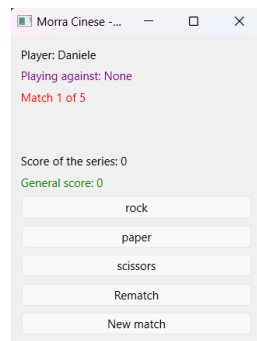 Morra Cinese -...
Player: Daniele
Playing against: None
Match 1 of 5
Score of the series: 0
General score: 0
rock
paper
scissors
Rematch
New match